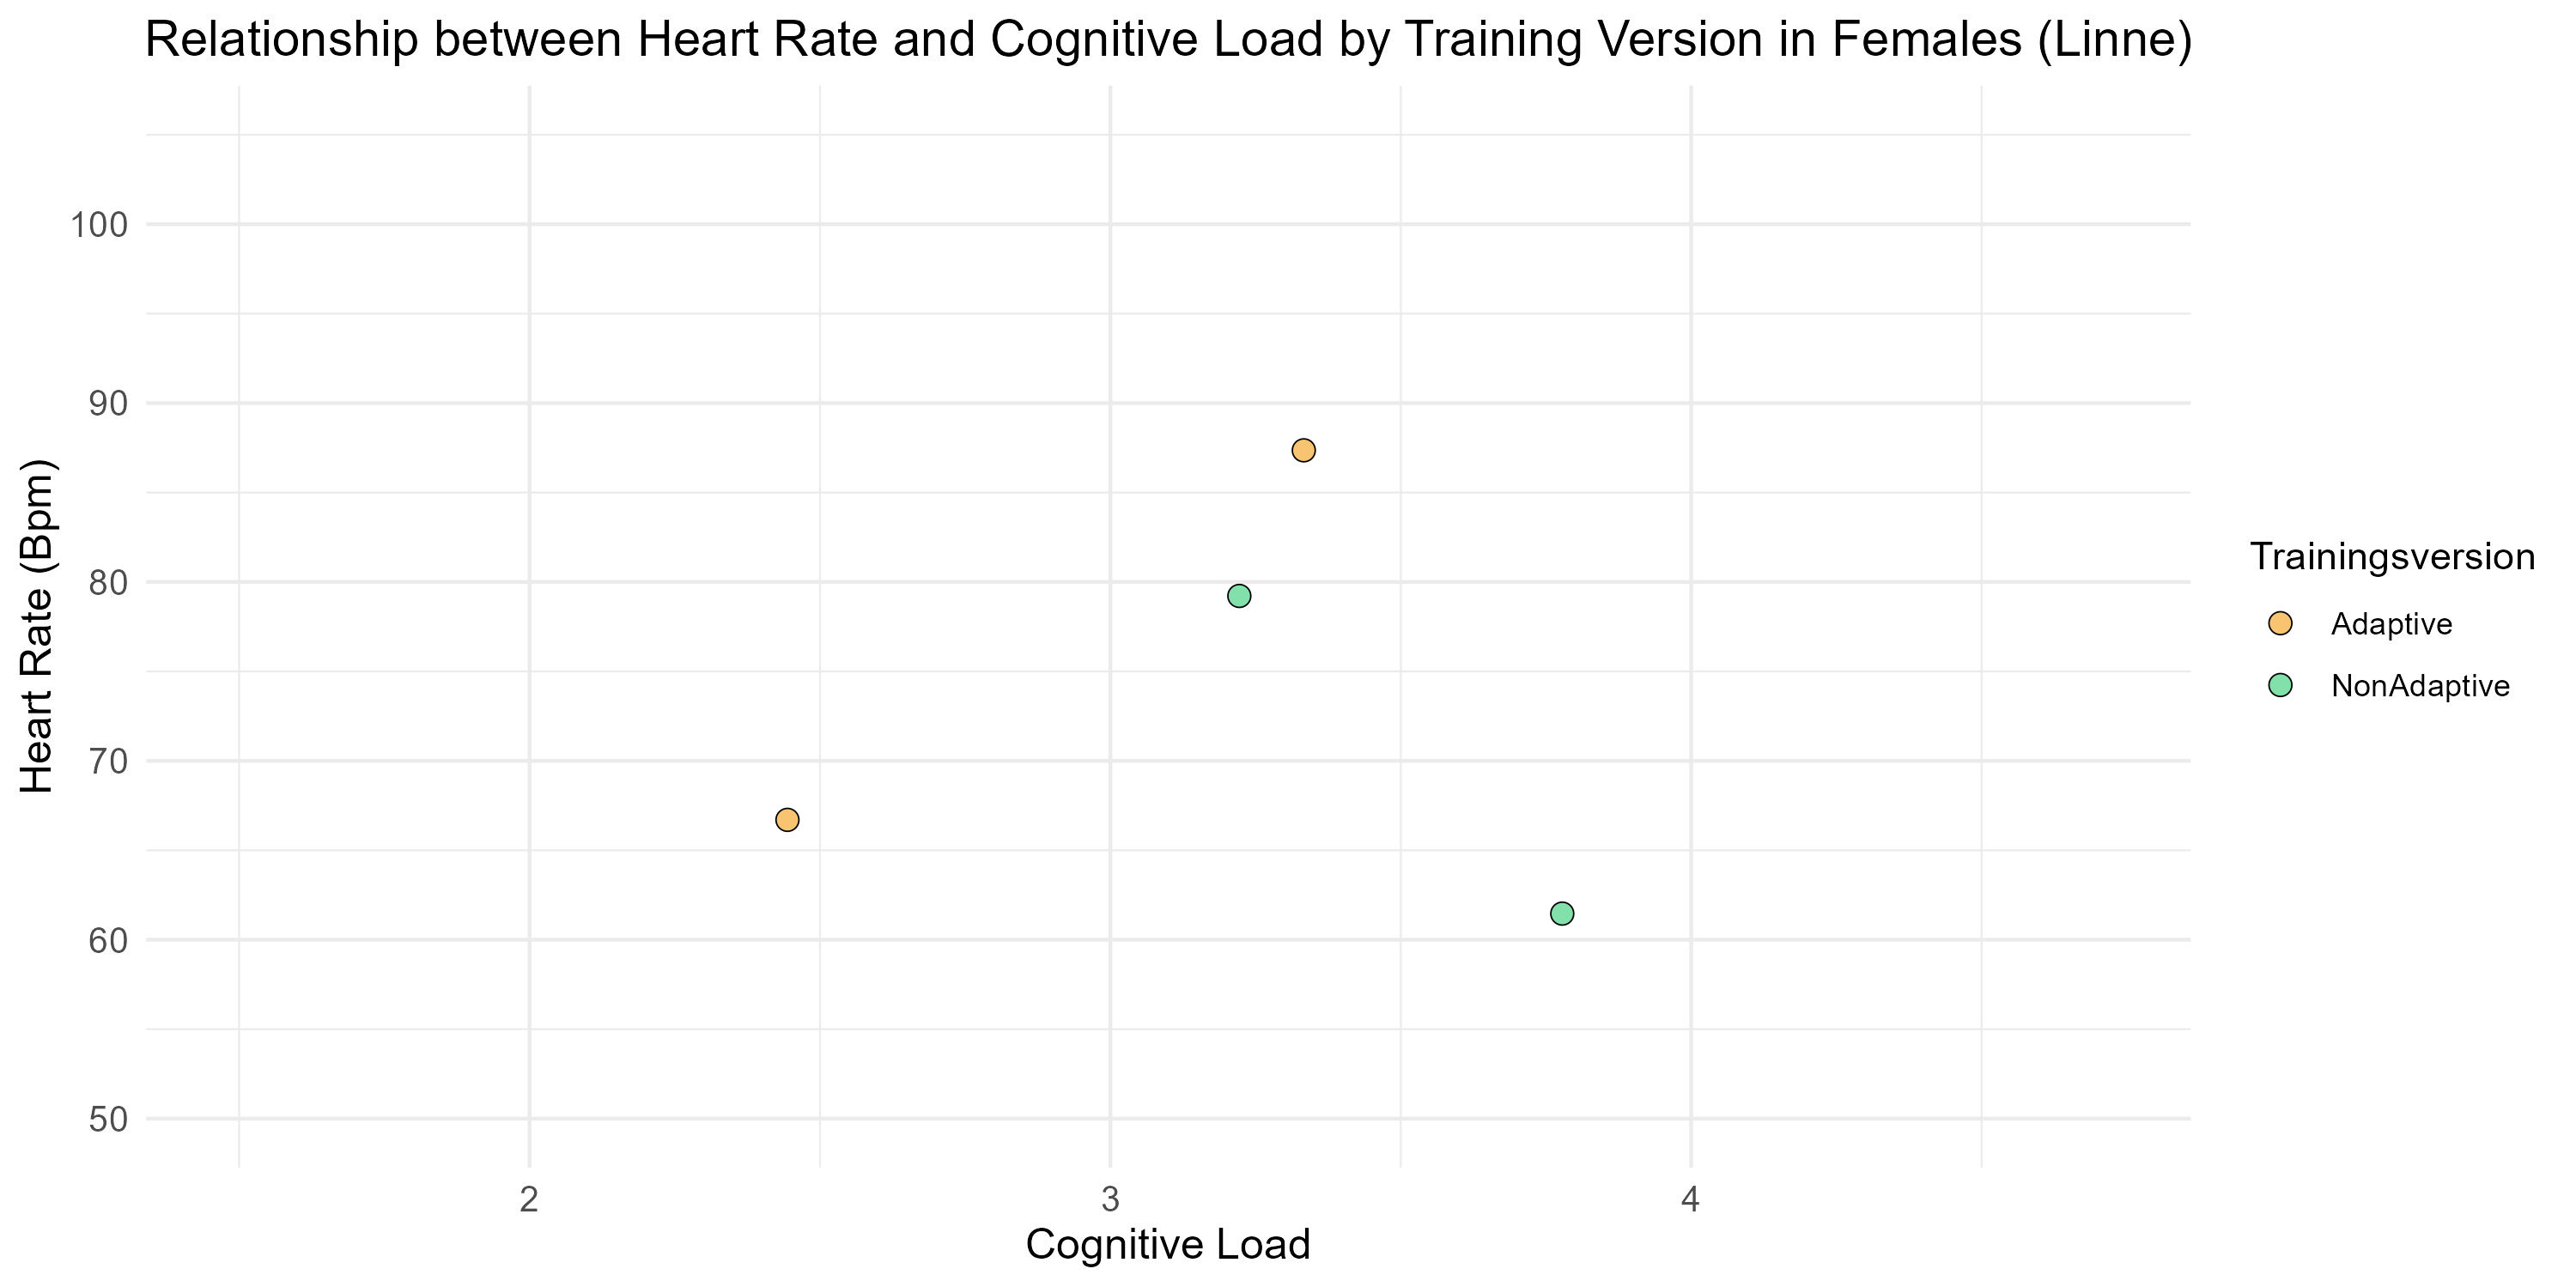 Relationship between Heart Rate and Cognitive Load by Training Version in Females (Linne)
Heart Rate (Bpm)
100
90
80
70
60
50
2
3
4
Cognitive Load
Trainingsversion
Adaptive
NonAdaptive